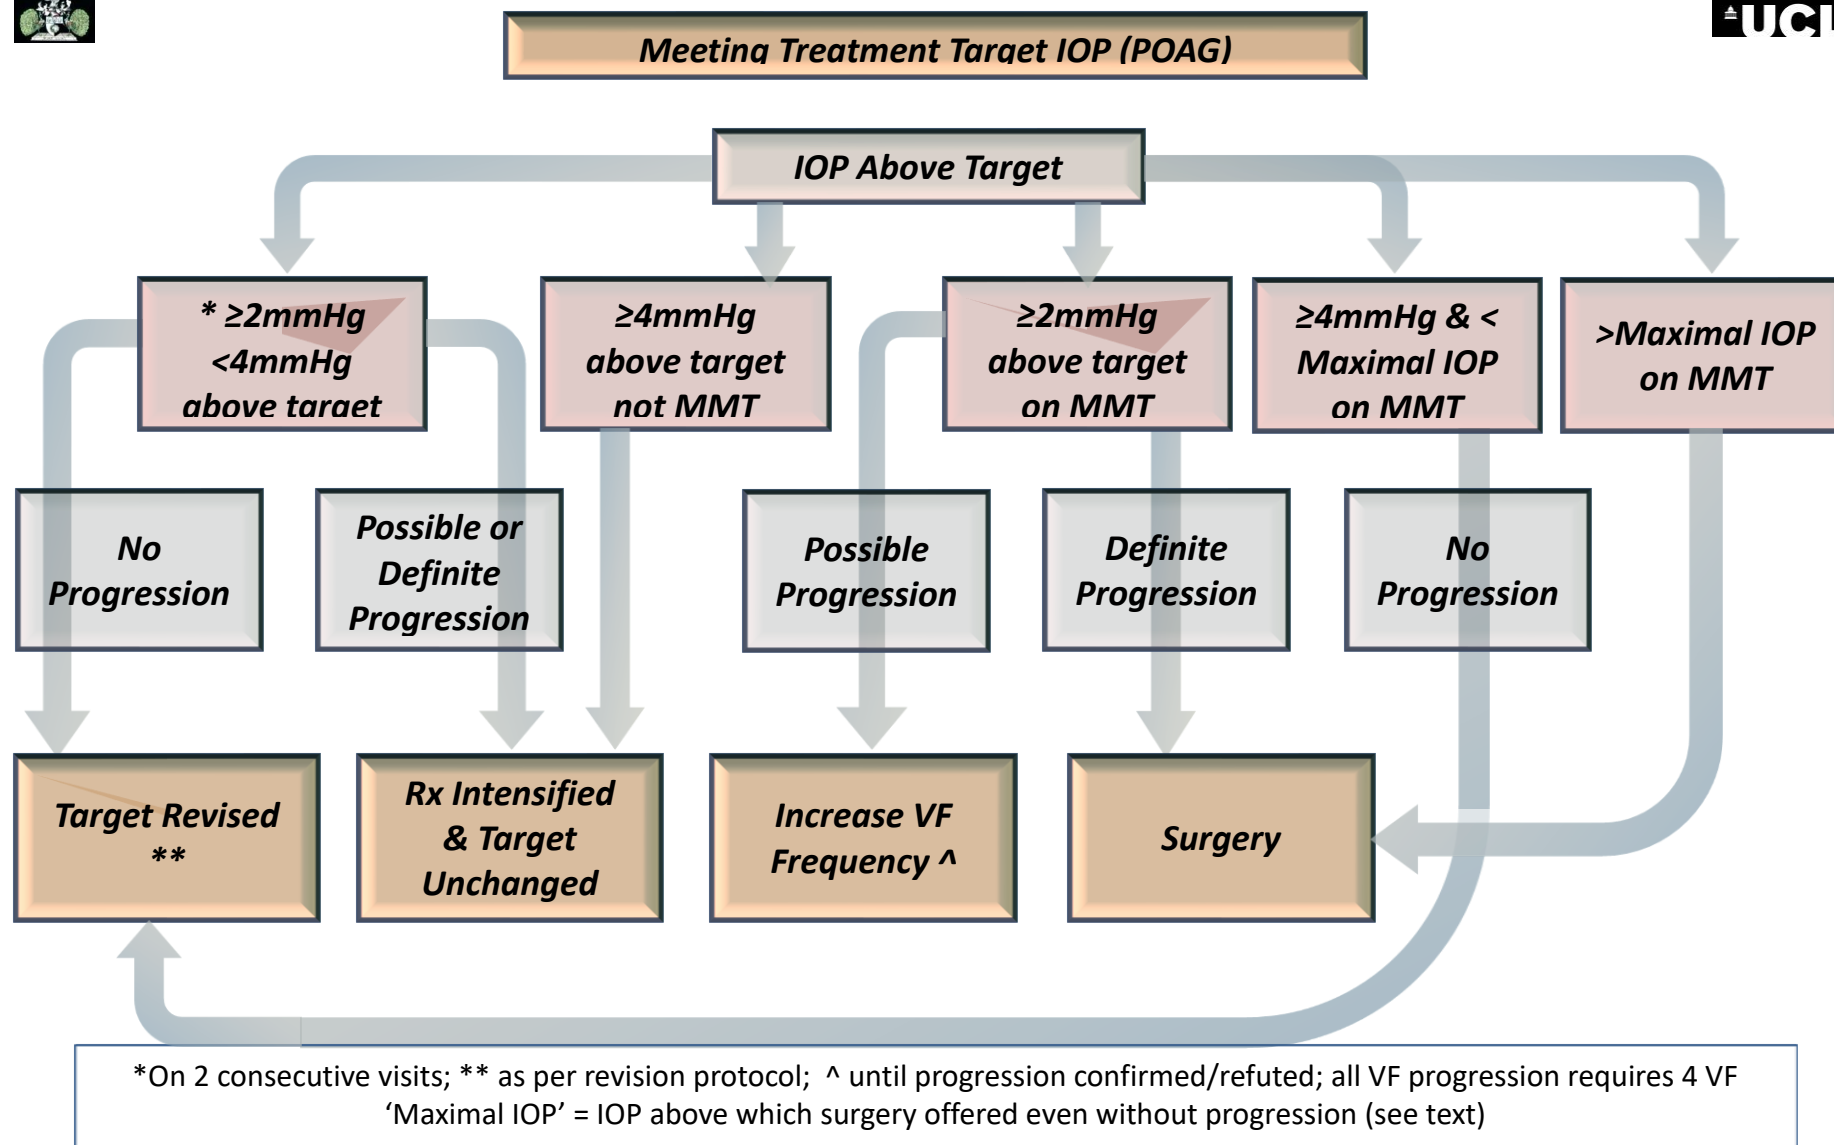 UCL
Meeting Treatment Target IOP (POAG)
IOP Above Target
* ≥2mmHg
<4mmHg
above target
≥4mmHg
above target
not MMT
≥2mmHg
above target
on MMT
≥4mmHg & <
Maximal IOP
on MMT
>Maximal IOP
on MMT
No
Progression
Possible or
Definite
Progression
Possible
Progression
Definite
Progression
No
Progression
Target Revised
**
Rx Intensified
& Target
Unchanged
Increase VF
Frequency ^
Surgery
*On 2 consecutive visits; ** as per revision protocol; ^ until progression confirmed/refuted; all VF progression requires 4 VF
‘Maximal IOP’ = IOP above which surgery offered even without progression (see text)